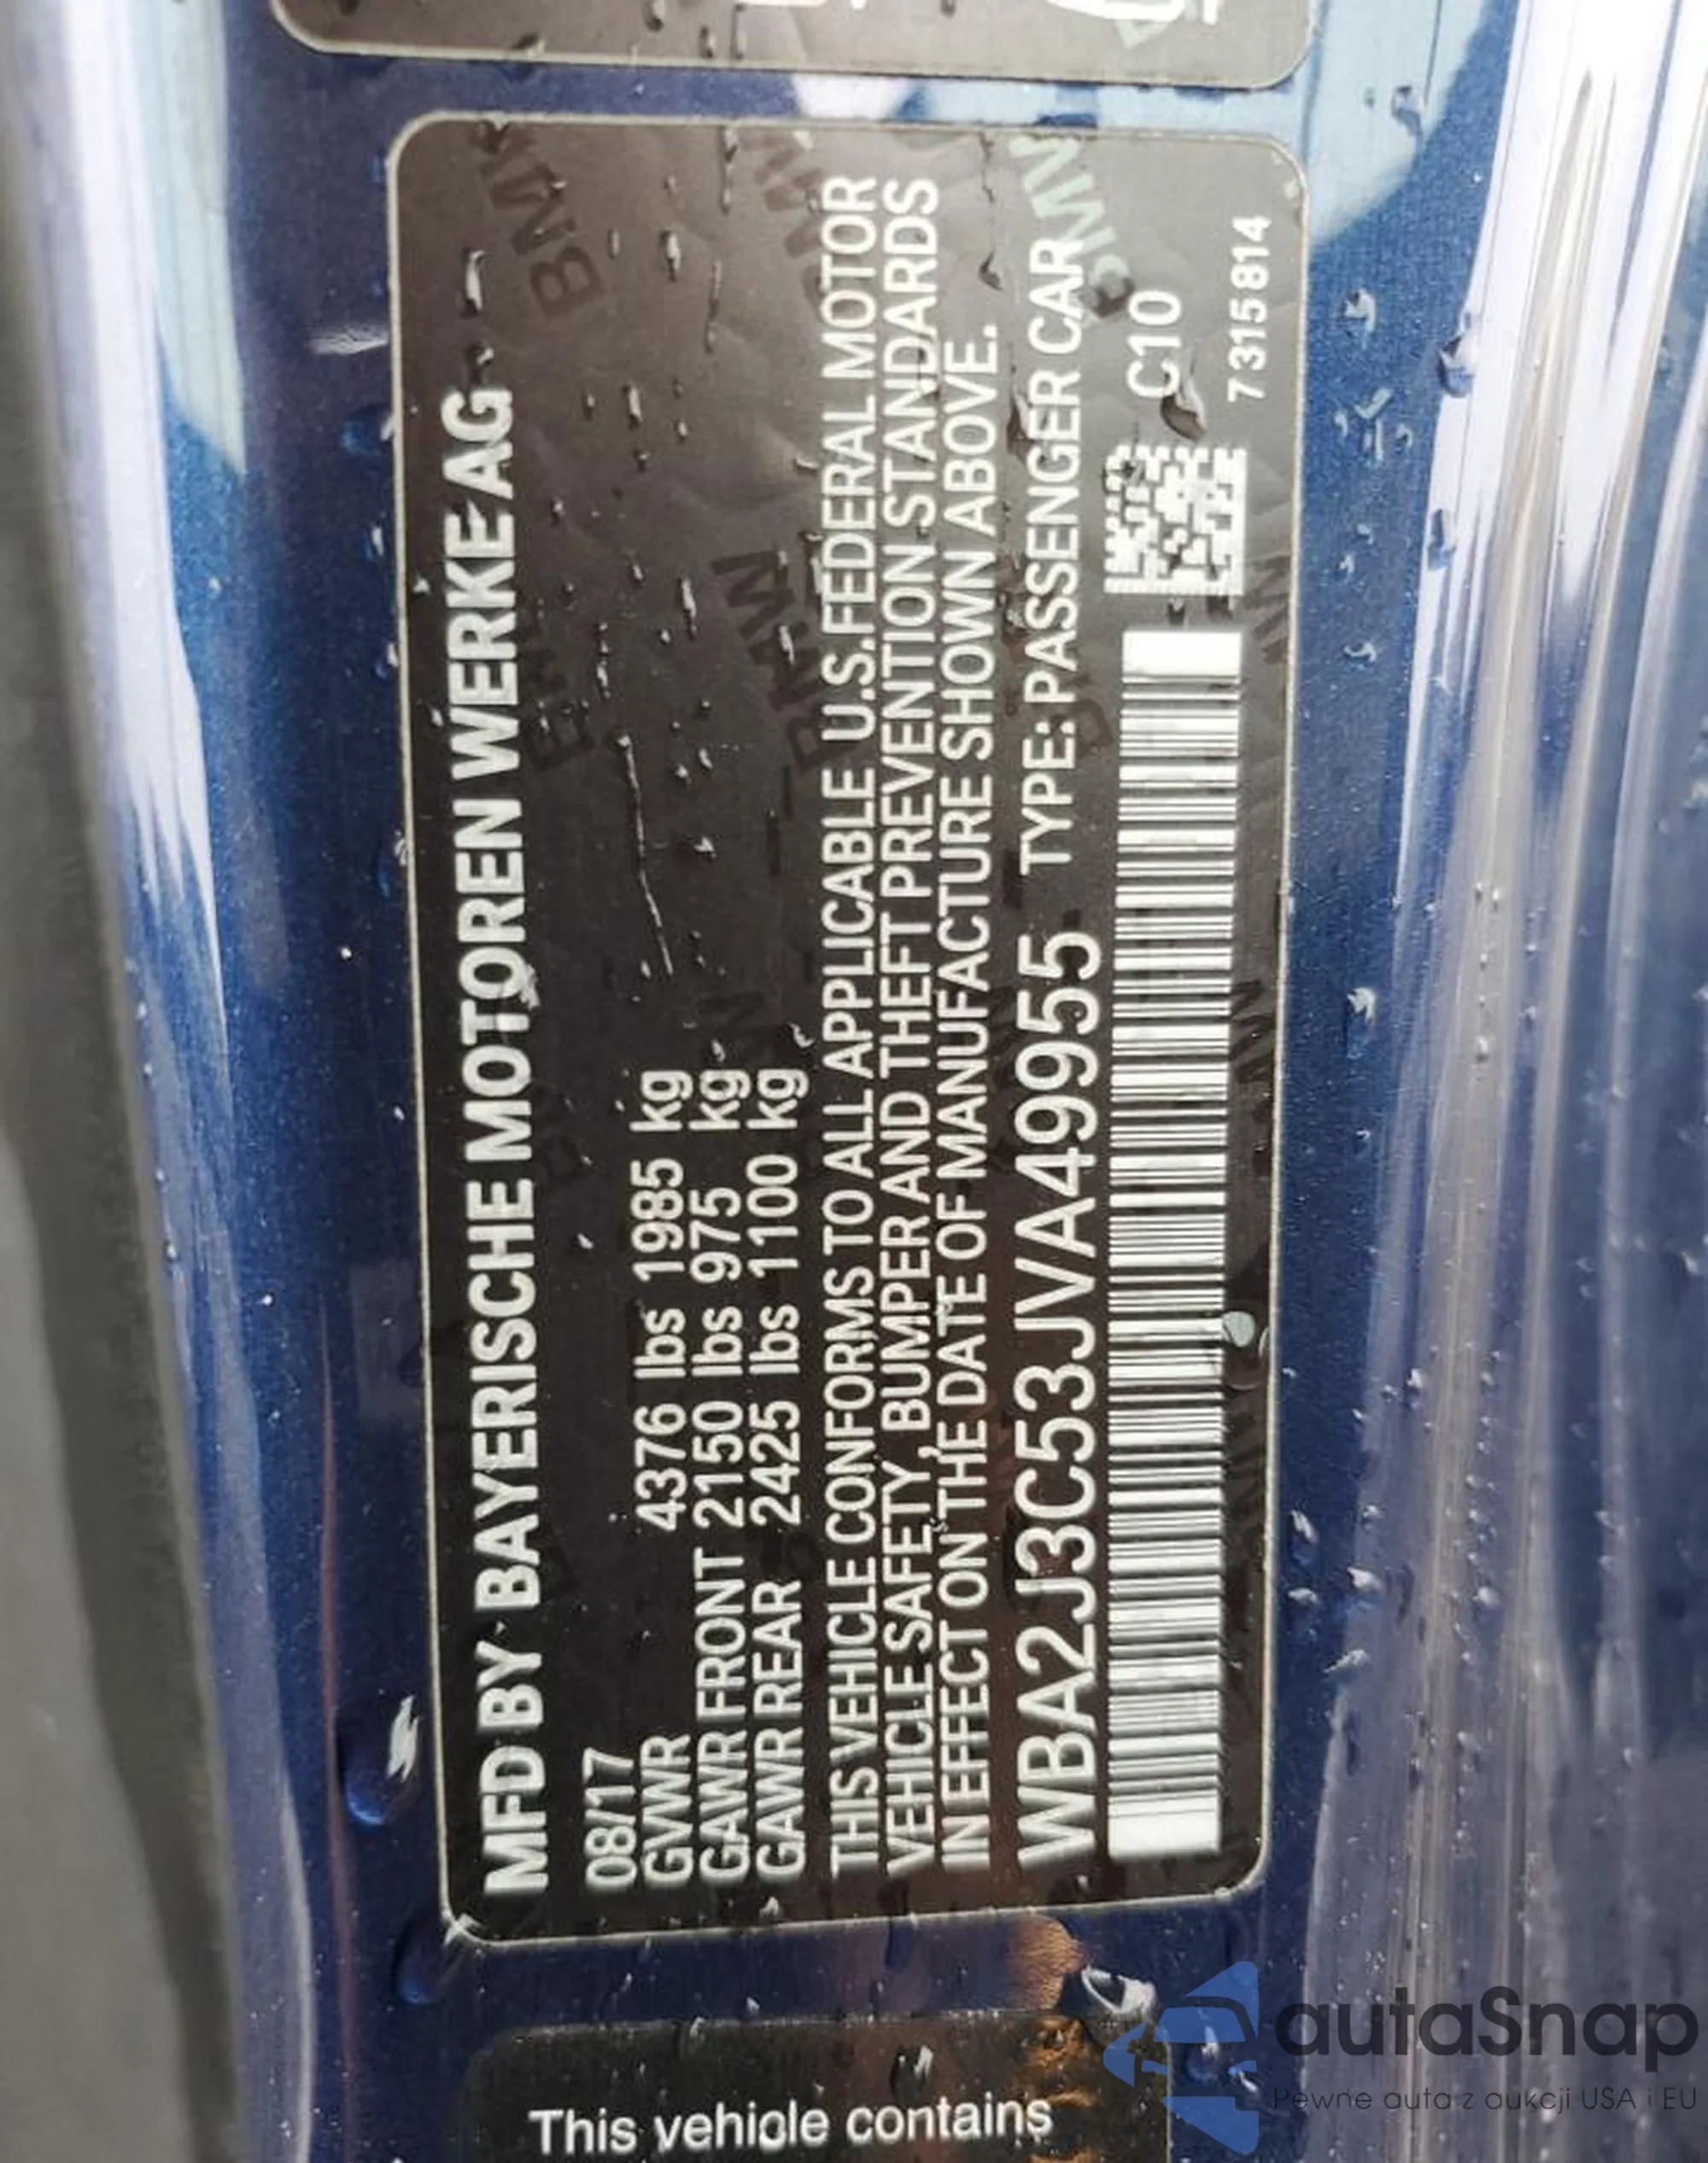 MFD BY BAYERISCHE MOTOREN WERKE AG
08/17
GVWR 4376 lbs 1985 kg
GAWR FRONT 2150 lbs 975 kg
GAWR REAR 2425 lbs 1100 kg
THIS VEHICLE CONFORMS TO ALL APPLICABLE U.S. FEDERAL MOTOR
VEHICLE SAFETY, BUMPER AND THEFT PREVENTION STANDARDS
IN EFFECT ON THE DATE OF MANUFACTURE SHOWN ABOVE.
WBA2J3C53JVA49955 TYPE: PASSENGER CAR
C10
7315814
This vehicle contains
autaSnap
Pewne auta z aukcji USA i EU